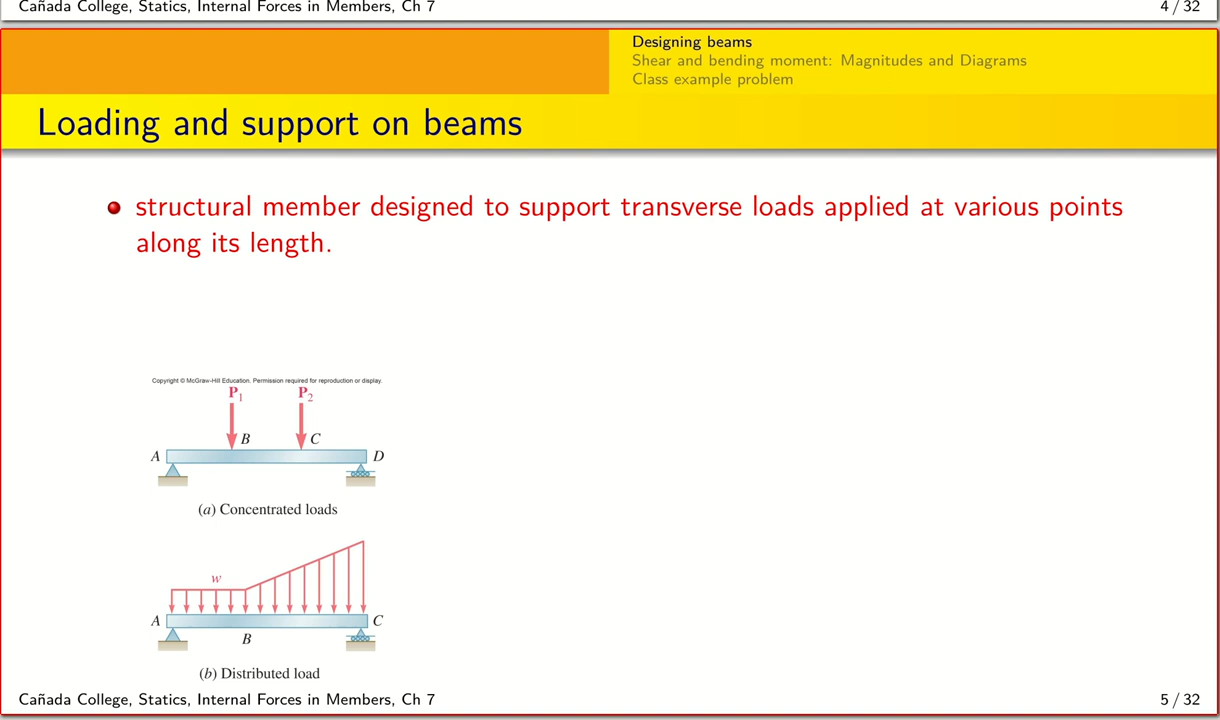 Cañada College, Statics, Internal Forces in Members, Ch 7
4 / 32
Designing beams
Shear and bending moment: Magnitudes and Diagrams
Class example problem
Loading and support on beams
structural member designed to support transverse loads applied at various points
along its length.
Copyright © McGraw-Hill Education. Permission required for reproduction or display.
P1
P2
B
C
A
D
(a) Concentrated loads
w
A
C
B
(b) Distributed load
Cañada College, Statics, Internal Forces in Members, Ch 7
5 / 32